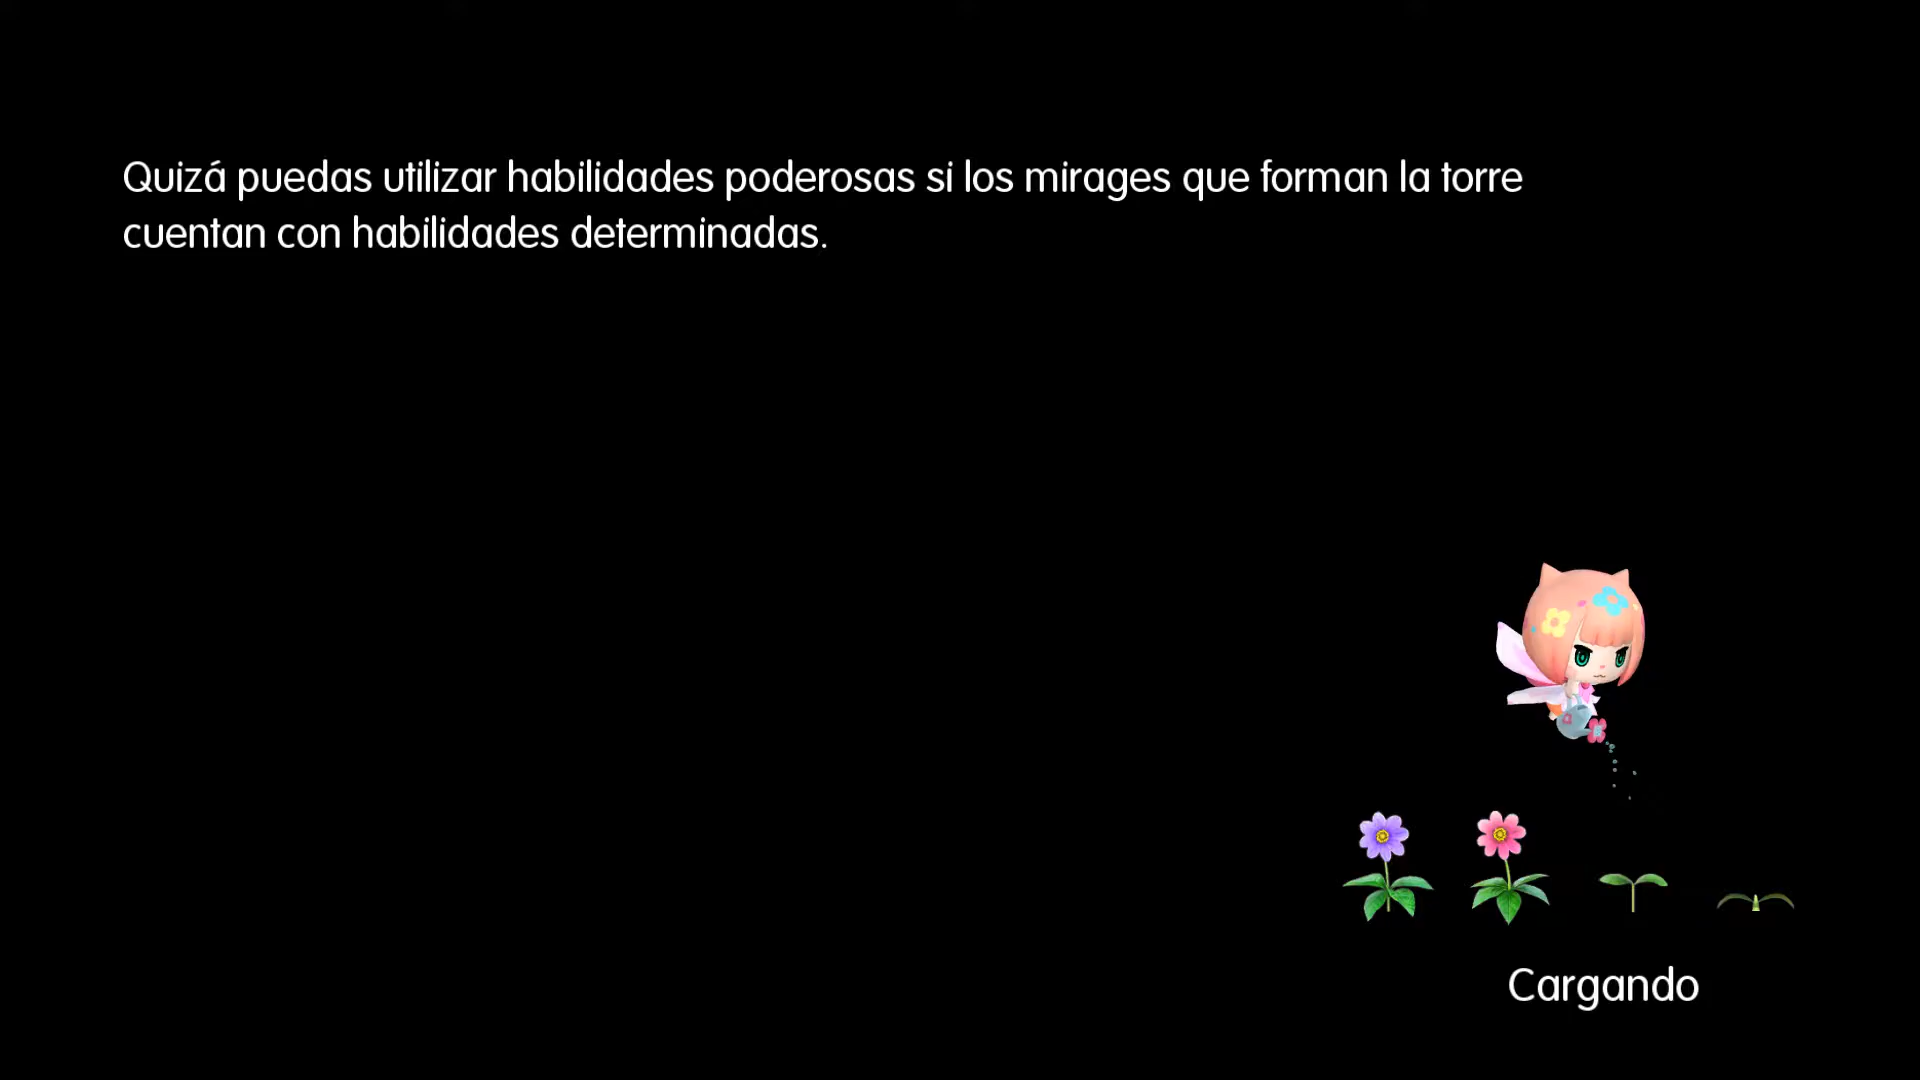 Quizá puedas utilizar habilidades poderosas si los mirages que forman la torre
cuentan con habilidades determinadas.
Cargando